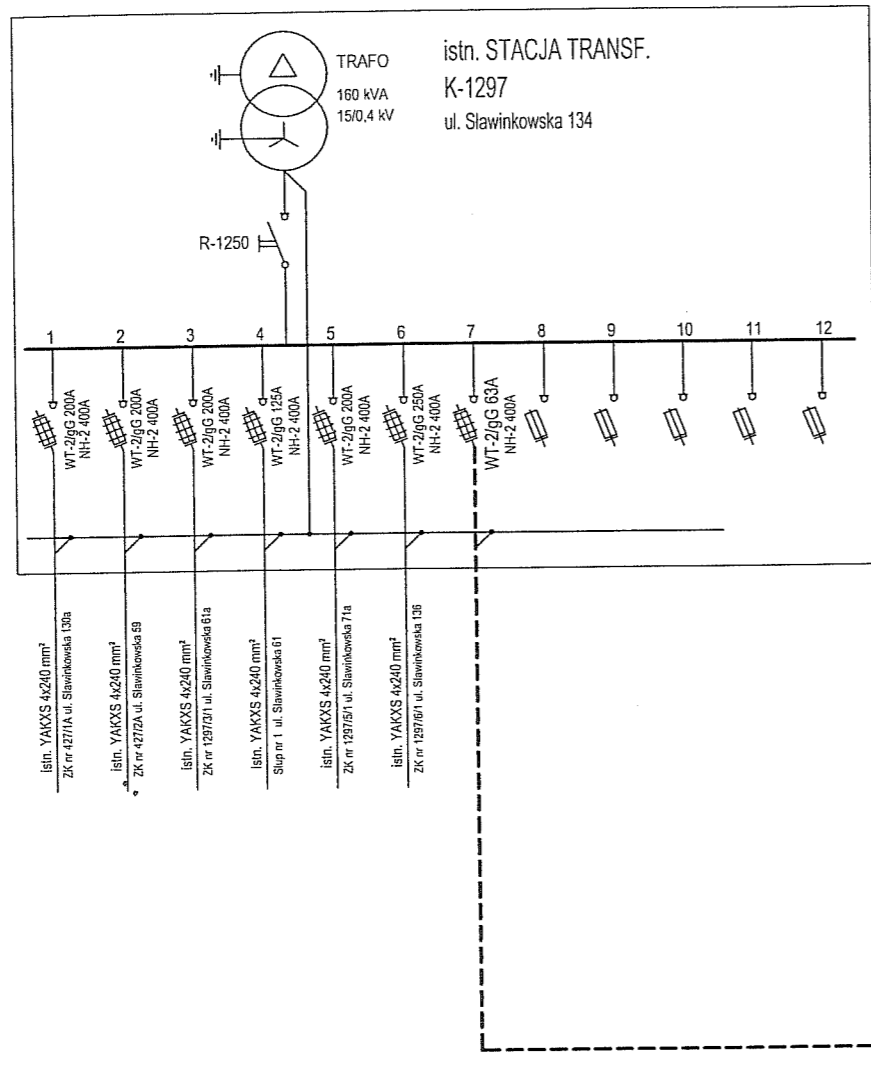 TRAFO
160 kVA
15/0,4 kV
istn. STACJA TRANSF.
K-1297
ul. Sławinkowska 134
R-1250
1 2 3 4 5 6 7 8 9 10 11 12
WT-2/gG 200A
NH-2 400A
WT-2/gG 200A
NH-2 400A
WT-2/gG 200A
NH-2 400A
WT-2/gG 125A
NH-2 400A
WT-2/gG 200A
NH-2 400A
WT-2/gG 250A
NH-2 400A
WT-2/gG 63A
NH-2 400A
istn. YAKXS 4x240 mm²
ZK nr 427/1A ul. Sławinkowska 130a
istn. YAKXS 4x240 mm²
ZK nr 427/2A ul. Sławinkowska 59
istn. YAKXS 4x240 mm²
ZK nr 1297/3/1 ul. Sławinkowska 61a
istn. YAKXS 4x240 mm²
Słup nr 1 ul. Sławinkowska 61
istn. YAKXS 4x240 mm²
ZK nr 1297/5/1 ul. Sławinkowska 71a
istn. YAKXS 4x240 mm²
ZK nr 1297/6/1 ul. Sławinkowska 136